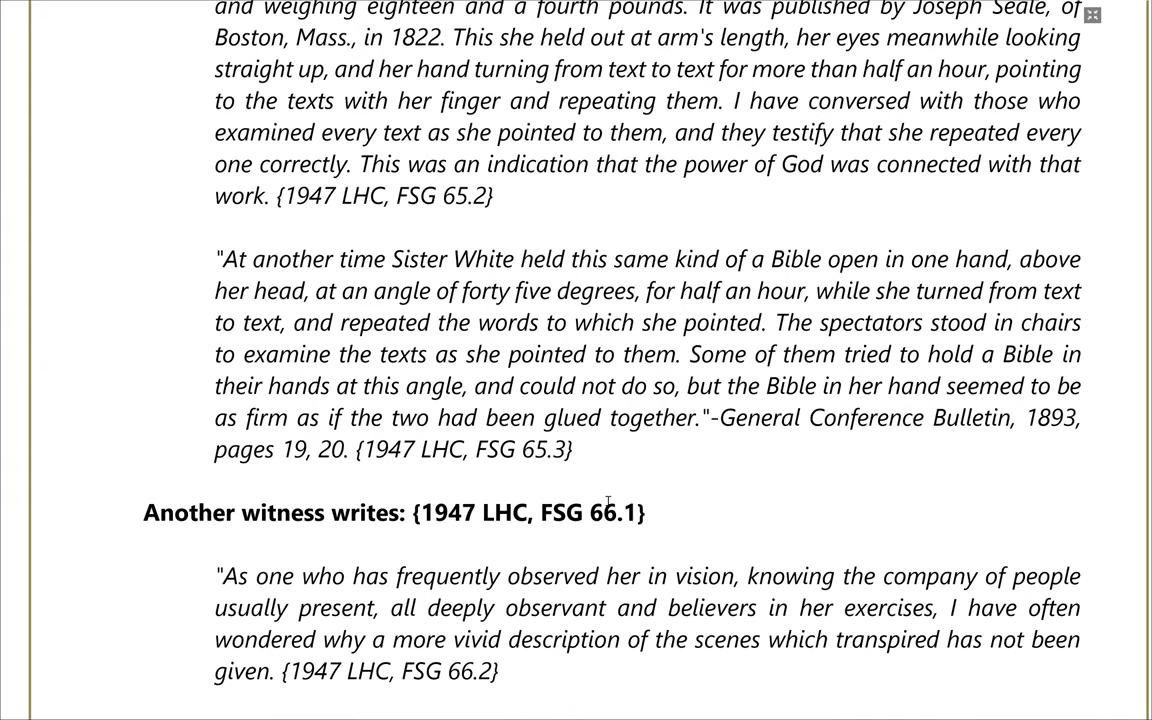 and weighing eighteen and a fourth pounds. It was published by Joseph Seale, of
Boston, Mass., in 1822. This she held out at arm's length, her eyes meanwhile looking
straight up, and her hand turning from text to text for more than half an hour, pointing
to the texts with her finger and repeating them. I have conversed with those who
examined every text as she pointed to them, and they testify that she repeated every
one correctly. This was an indication that the power of God was connected with that
work. {1947 LHC, FSG 65.2}
"At another time Sister White held this same kind of a Bible open in one hand, above
her head, at an angle of forty five degrees, for half an hour, while she turned from text
to text, and repeated the words to which she pointed. The spectators stood in chairs
to examine the texts as she pointed to them. Some of them tried to hold a Bible in
their hands at this angle, and could not do so, but the Bible in her hand seemed to be
as firm as if the two had been glued together."-General Conference Bulletin, 1893,
pages 19, 20. {1947 LHC, FSG 65.3}
Another witness writes: {1947 LHC, FSG 66.1}
"As one who has frequently observed her in vision, knowing the company of people
usually present, all deeply observant and believers in her exercises, I have often
wondered why a more vivid description of the scenes which transpired has not been
given. {1947 LHC, FSG 66.2}